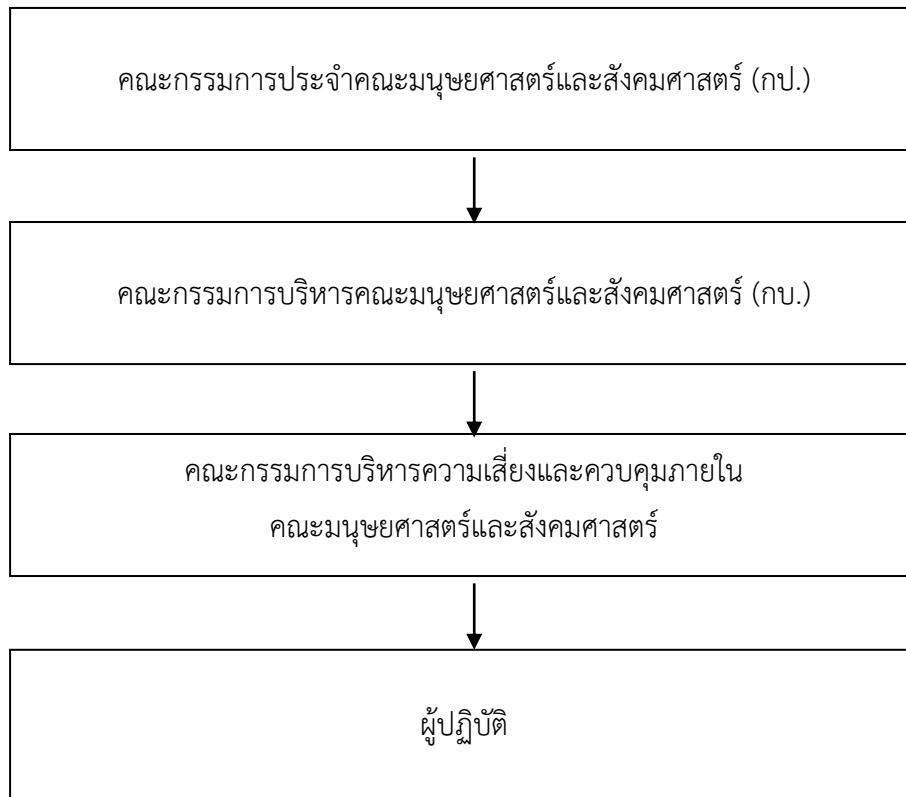 คณะกรรมการประจำคณะมนุษยศาสตร์และสังคมศาสตร์ (กป.)
คณะกรรมการบริหารคณะมนุษยศาสตร์และสังคมศาสตร์ (กบ.)
คณะกรรมการบริหารความเสี่ยงและควบคุมภายใน
คณะมนุษยศาสตร์และสังคมศาสตร์
ผู้ปฏิบัติ